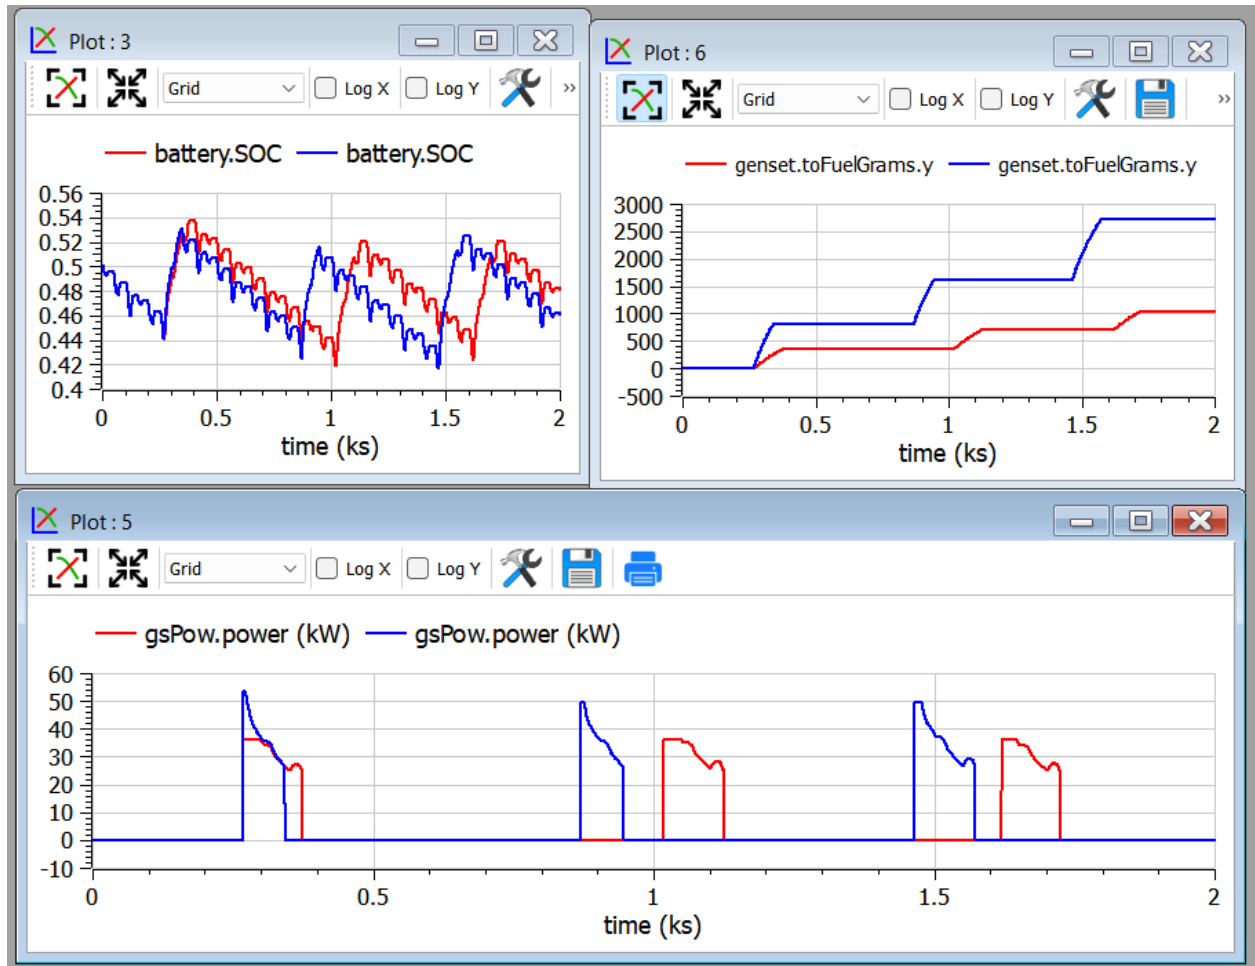 Plot : 3
Grid Log X Log Y »
battery.SOC battery.SOC
0.56
0.54
0.52
0.5
0.48
0.46
0.44
0.42
0.4
0 0.5 1 1.5 2
time (ks)
Plot : 6
Grid Log X Log Y »
genset.toFuelGrams.y genset.toFuelGrams.y
3000
2500
2000
1500
1000
500
0
-500
0 0.5 1 1.5 2
time (ks)
Plot : 5
Grid Log X Log Y
gsPow.power (kW) gsPow.power (kW)
60
50
40
30
20
10
0
-10
0 0.5 1 1.5 2
time (ks)